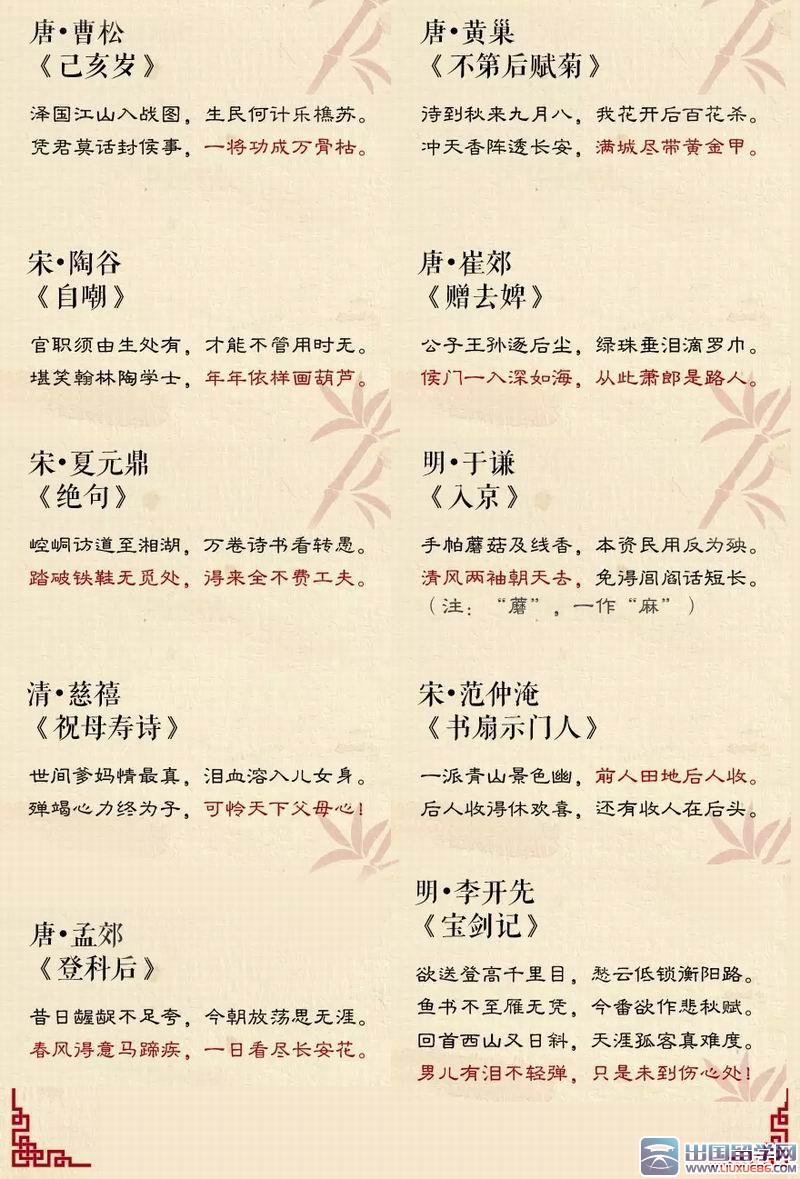 唐·曹松
《己亥岁》
泽国江山入战图，生民何计乐樵苏。
凭君莫话封侯事，一将功成万骨枯。
唐·黄巢
《不第后赋菊》
待到秋来九月八，我花开后百花杀。
冲天香阵透长安，满城尽带黄金甲。
宋·陶谷
《自嘲》
官职须由生处有，才能不管用时无。
堪笑翰林陶学士，年年依样画葫芦。
唐·崔郊
《赠去婢》
公子王孙逐后尘，绿珠垂泪滴罗巾。
侯门一入深如海，从此萧郎是路人。
宋·夏元鼎
《绝句》
崆峒访道至湘湖，万卷诗书看转愚。
踏破铁鞋无觅处，得来全不费工夫。
明·于谦
《入京》
手帕蘑菇及线香，本资民用反为殃。
清风两袖朝天去，免得闾阎话短长。
（注：“蘑”，一作“麻”）
清·慈禧
《祝母寿诗》
世间爹妈情最真，泪血溶入儿女身。
殚竭心力终为子，可怜天下父母心！
宋·范仲淹
《书扇示门人》
一派青山景色幽，前人田地后人收。
后人收得休欢喜，还有收人在后头。
唐·孟郊
《登科后》
昔日龌龊不足夸，今朝放荡思无涯。
春风得意马蹄疾，一日看尽长安花。
明·李开先
《宝剑记》
欲送登高千里目，愁云低锁衡阳路。
鱼书不至雁无凭，今番欲作悲秋赋。
回首西山又日斜，天涯孤客真难度。
男儿有泪不轻弹，只是未到伤心处！
出国留学网
www.LIUXUE86.COM